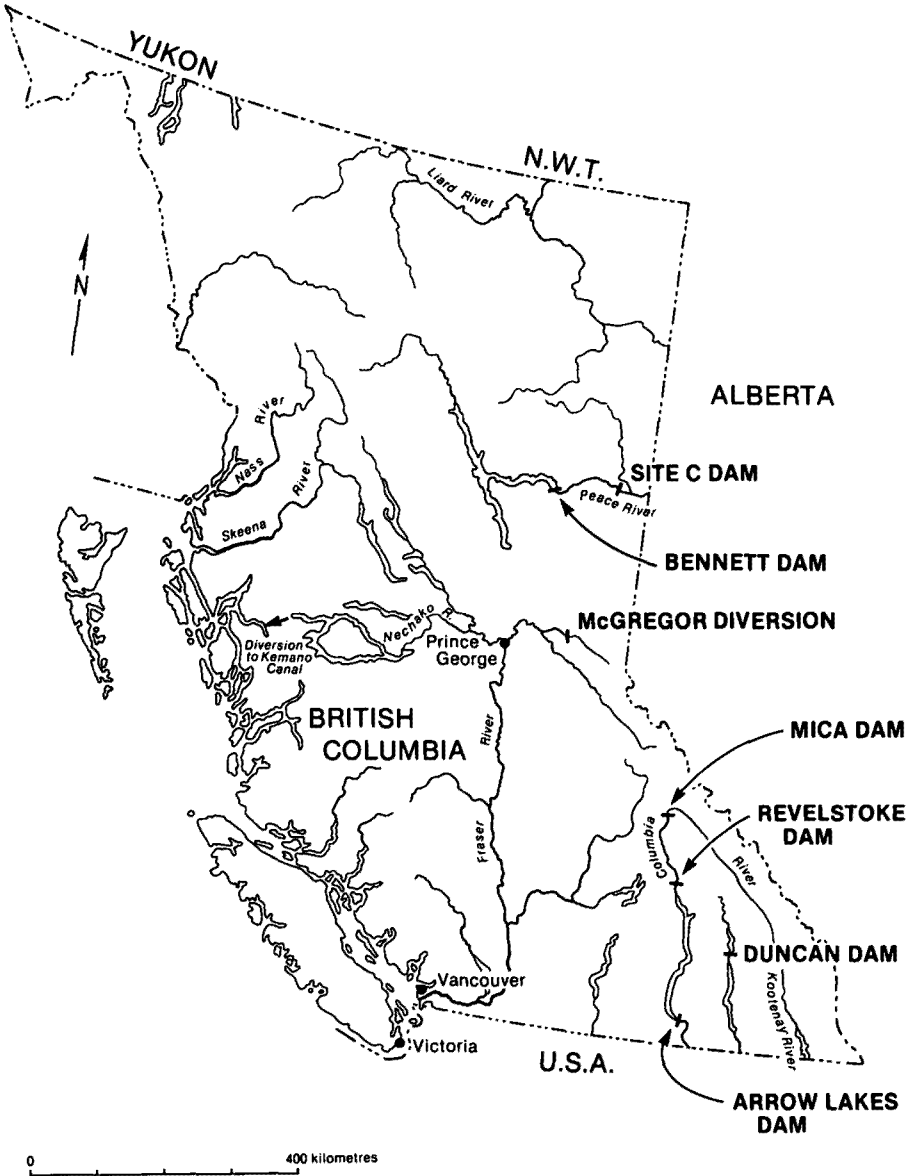 YUKON
N.W.T.
Liard River
N
ALBERTA
River
Nass
River
Skeena
SITE C DAM
Peace River
BENNETT DAM
McGREGOR DIVERSION
Nechako R.
Prince
George
Diversion
to Kemano
Canal
BRITISH
COLUMBIA
River
Fraser
MICA DAM
REVELSTOKE
DAM
Columbia
River
DUNCAN DAM
Kootenay River
Vancouver
Victoria
U.S.A.
ARROW LAKES
DAM
0 400 kilometres